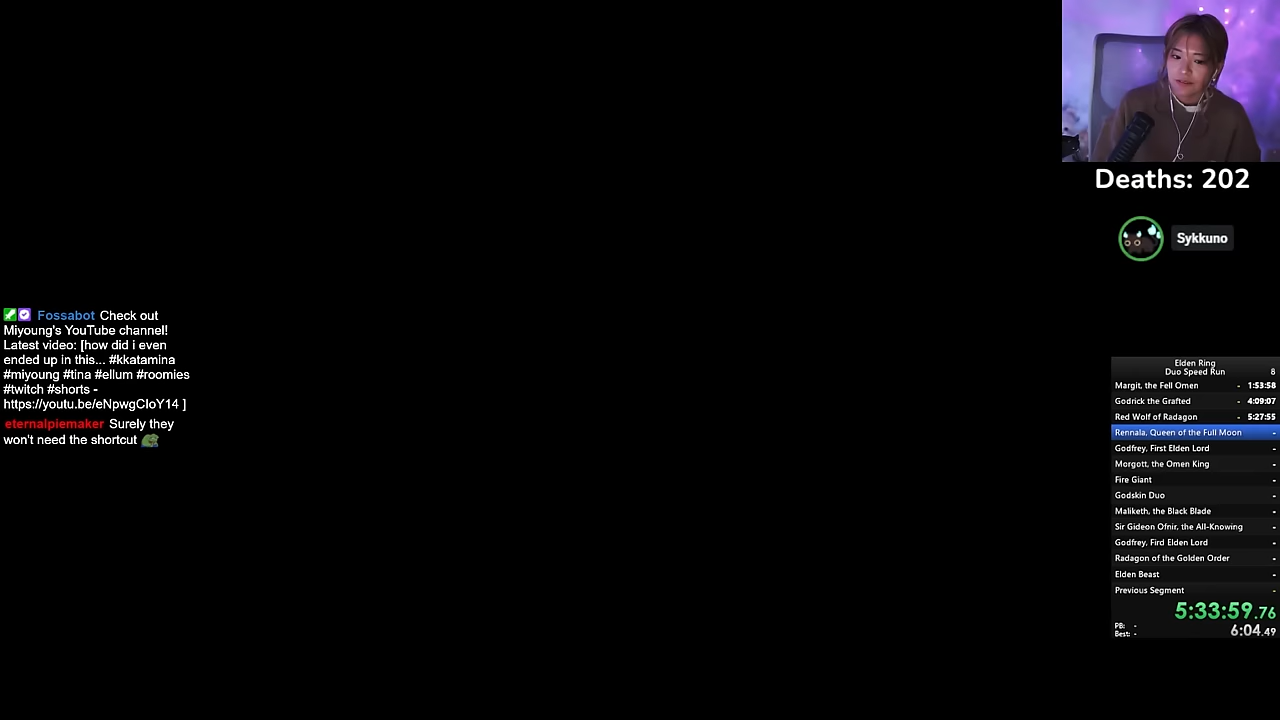 Deaths: 202
Sykkuno
Fossabot Check out
Miyoung's YouTube channel!
Latest video: [how did i even
ended up in this... #kkatamina
#miyoung #tina #ellum #roomies
#twitch #shorts -
https://youtu.be/eNpwgCIoY14 ]
eternalpiemaker Surely they
won't need the shortcut
Elden Ring
Duo Speed Run 8
Margit, the Fell Omen - 1:53:58
Godrick the Grafted - 4:09:07
Red Wolf of Radagon - 5:27:55
Rennala, Queen of the Full Moon -
Godfrey, First Elden Lord -
Morgott, the Omen King -
Fire Giant -
Godskin Duo -
Maliketh, the Black Blade -
Sir Gideon Ofnir, the All-Knowing -
Godfrey, Fird Elden Lord -
Radagon of the Golden Order -
Elden Beast -
Previous Segment -
5:33:59.76
PB: -
Best: - 6:04.49